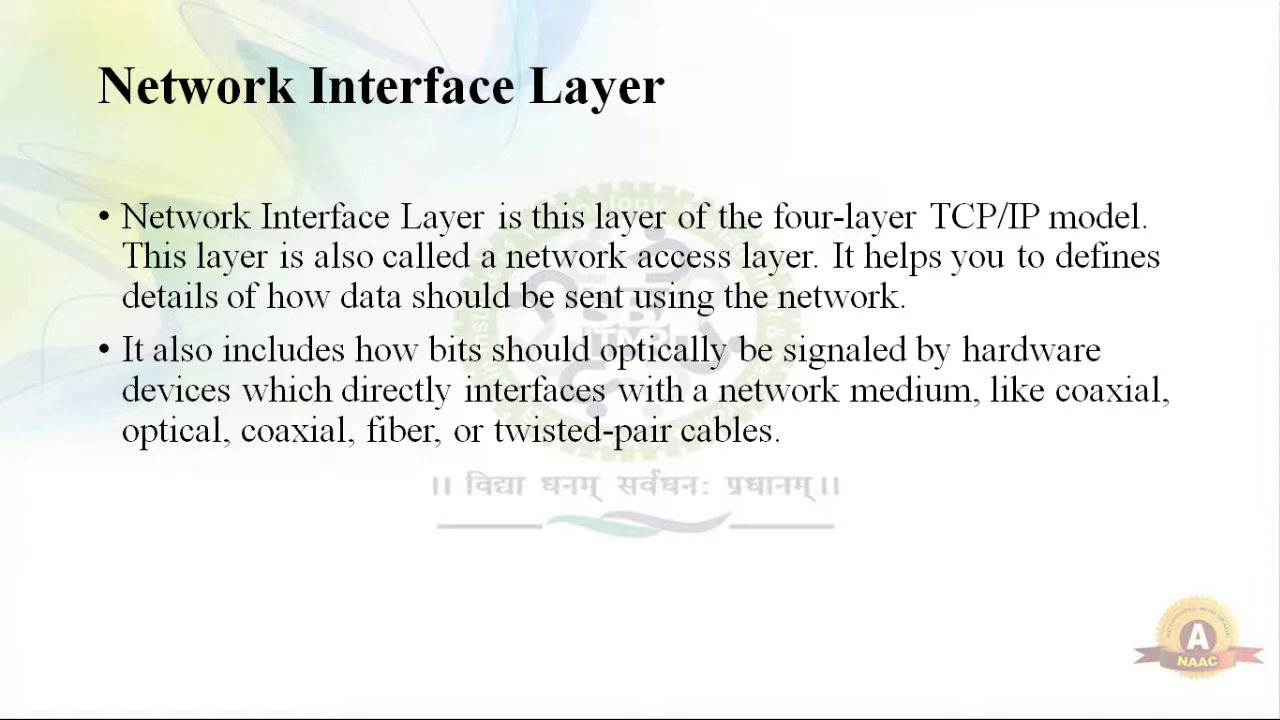 Network Interface Layer
• Network Interface Layer is this layer of the four-layer TCP/IP model.
This layer is also called a network access layer. It helps you to defines
details of how data should be sent using the network.
• It also includes how bits should optically be signaled by hardware
devices which directly interfaces with a network medium, like coaxial,
optical, coaxial, fiber, or twisted-pair cables.
।। विद्या धनम् सर्वधनः प्रधानम् ।।
A
NAAC